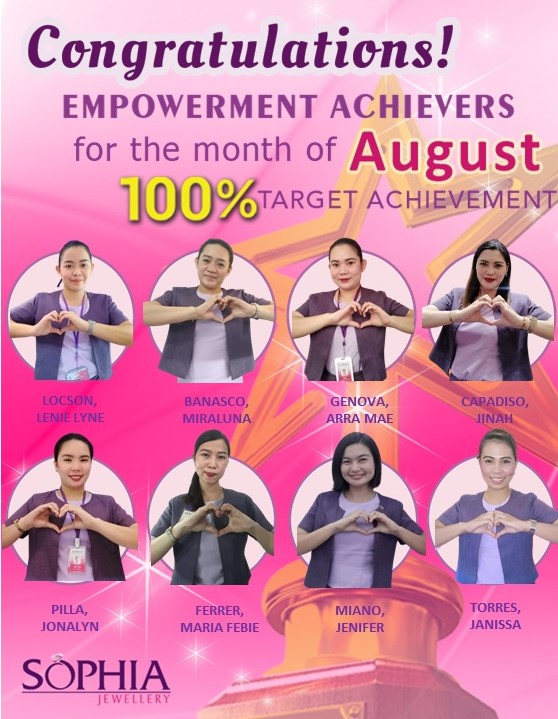 Congratulations!
EMPOWERMENT ACHIEVERS
for the month of August
100% TARGET ACHIEVEMENT
LOCSON,
LENIE LYNE
BANASCO,
MIRALUNA
GENOVA,
ARRA MAE
CAPADISO,
JINAH
PILLA,
JONALYN
FERRER,
MARIA FEBIE
MIANO,
JENIFER
TORRES,
JANISSA
SOPHIA
JEWELLERY